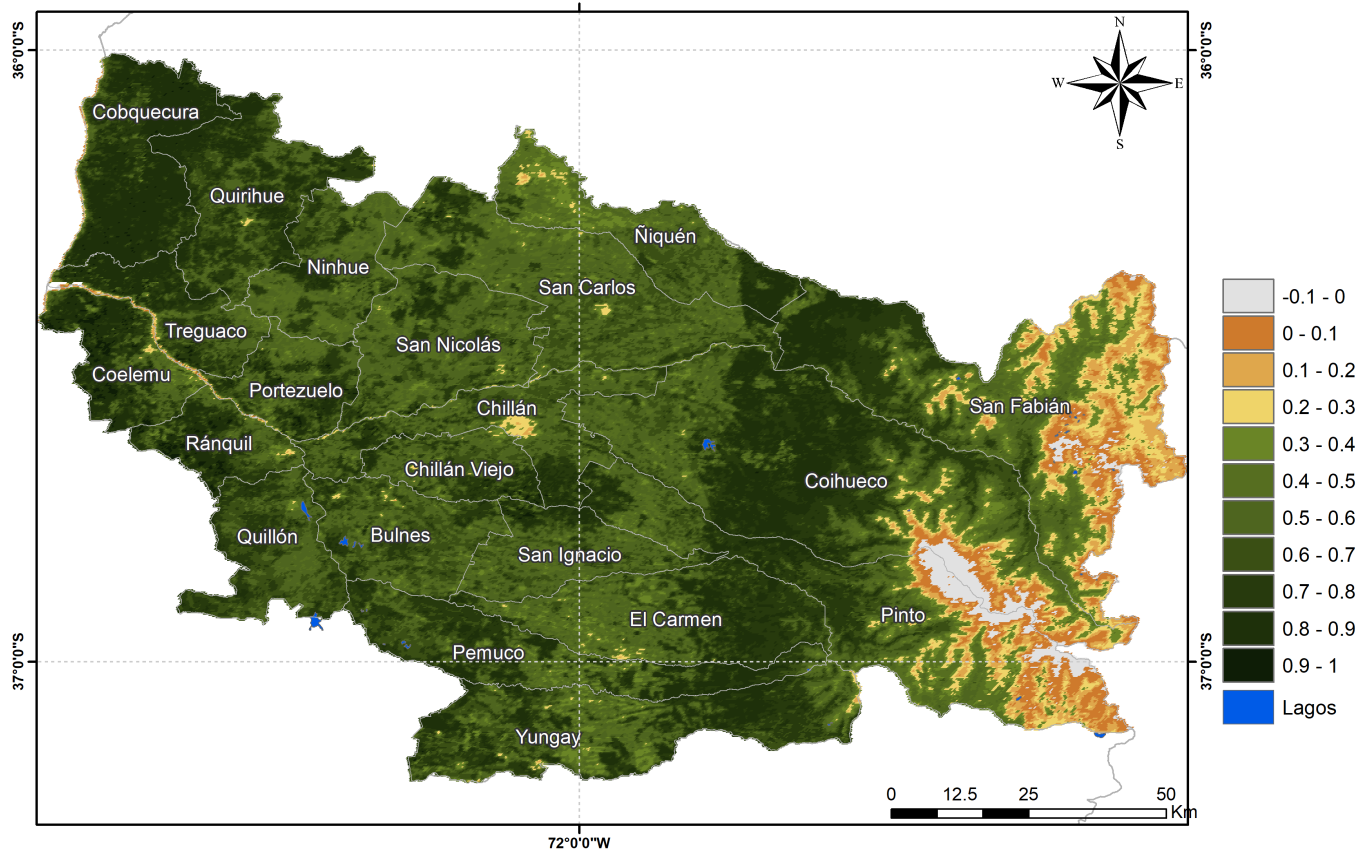 36°0'0"S
36°0'0"S
N
W
E
S
Cobquecura
Quirihue
Ñiquén
Ninhue
San Carlos
-0.1 - 0
Treguaco
0 - 0.1
San Nicolás
0.1 - 0.2
Coelemu
Portezuelo
Chillán
San Fabián
0.2 - 0.3
Ránquil
0.3 - 0.4
Chillán Viejo
Coihueco
0.4 - 0.5
Quillón
Bulnes
0.5 - 0.6
San Ignacio
0.6 - 0.7
0.7 - 0.8
El Carmen
Pinto
0.8 - 0.9
Pemuco
37°0'0"S
37°0'0"S
0.9 - 1
Lagos
Yungay
0
12.5
25
50
Km
72°0'0"W